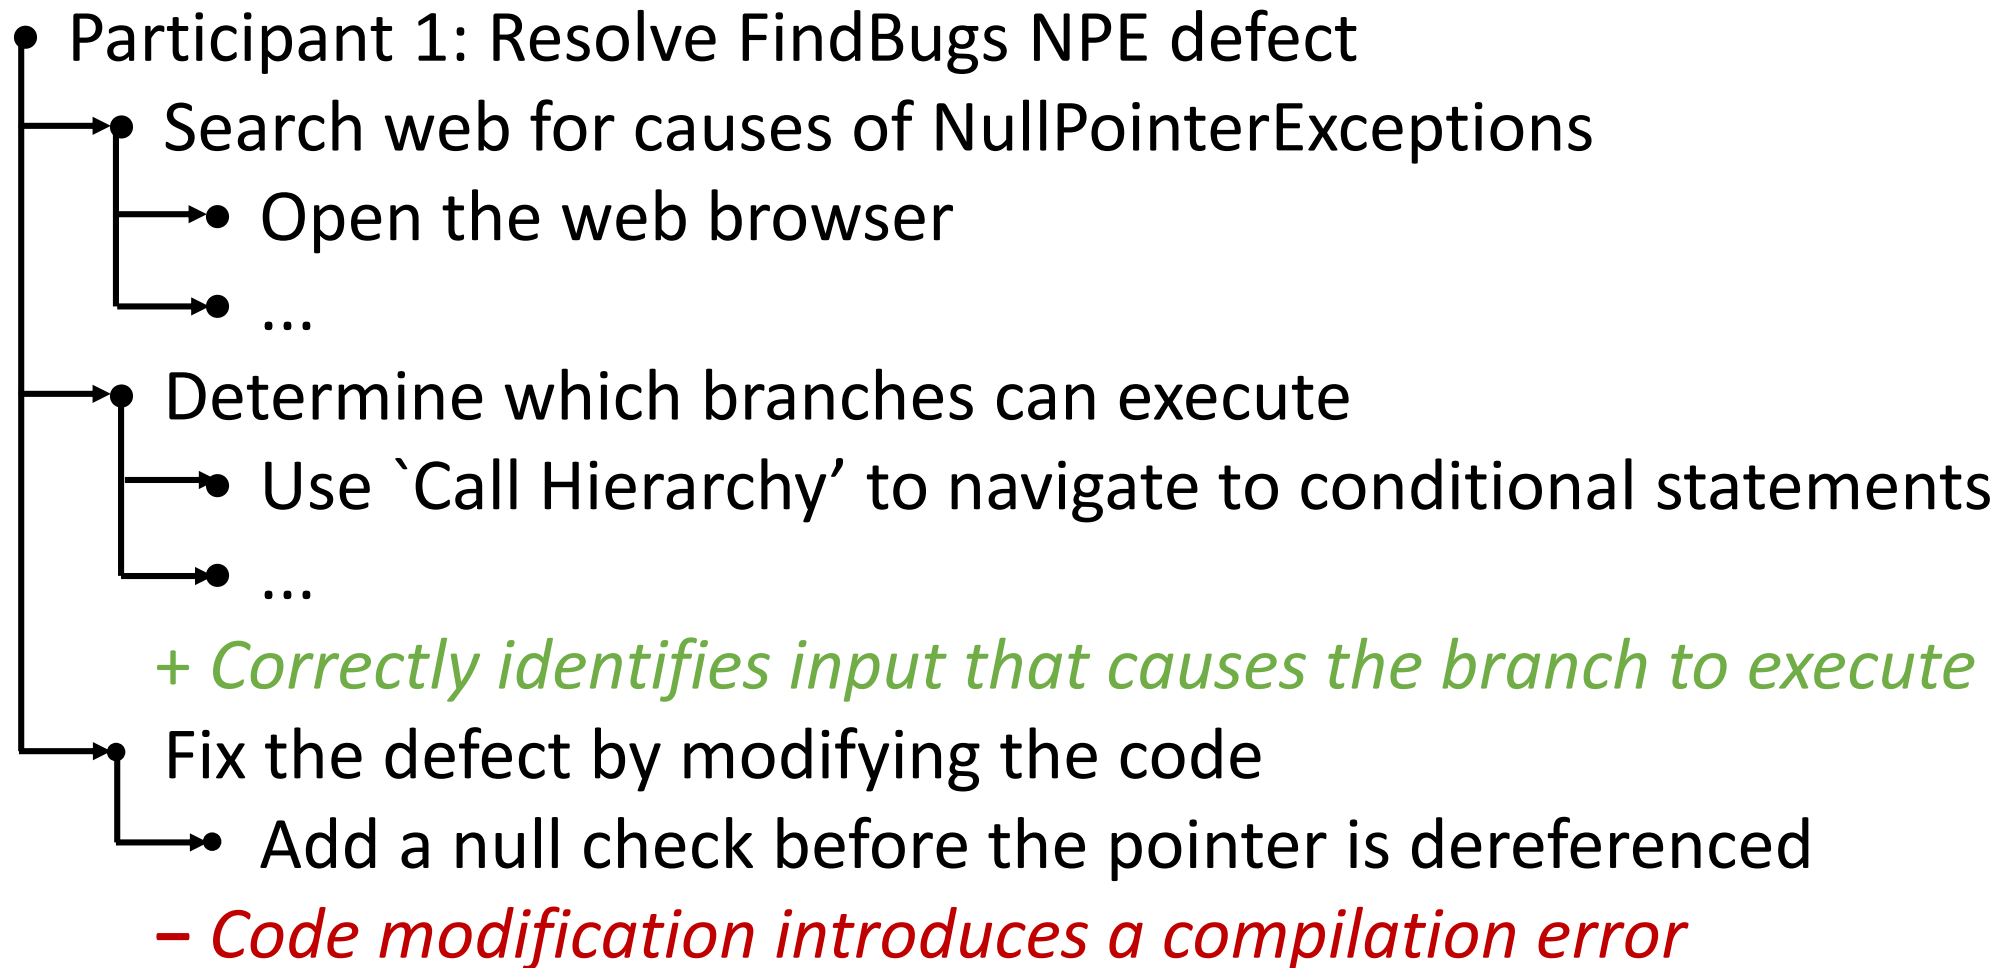 Participant 1: Resolve FindBugs NPE defect
Search web for causes of NullPointerExceptions
Open the web browser
...
Determine which branches can execute
Use `Call Hierarchy’ to navigate to conditional statements
...
+ Correctly identifies input that causes the branch to execute
Fix the defect by modifying the code
Add a null check before the pointer is dereferenced
– Code modification introduces a compilation error